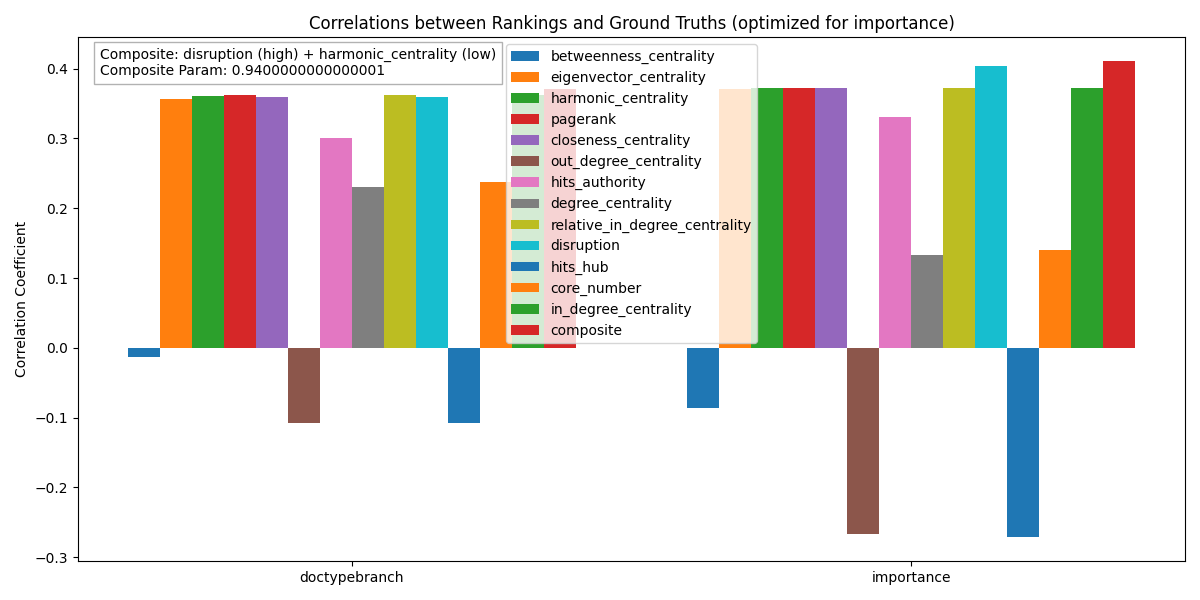 Correlations between Rankings and Ground Truths (optimized for importance)
Composite: disruption (high) + harmonic_centrality (low)
Composite Param: 0.9400000000000001
betweenness_centrality
eigenvector_centrality
harmonic_centrality
pagerank
closeness_centrality
out_degree_centrality
hits_authority
degree_centrality
relative_in_degree_centrality
disruption
hits_hub
core_number
in_degree_centrality
composite
Correlation Coefficient
0.4
0.3
0.2
0.1
0.0
−0.1
−0.2
−0.3
doctypebranch
importance